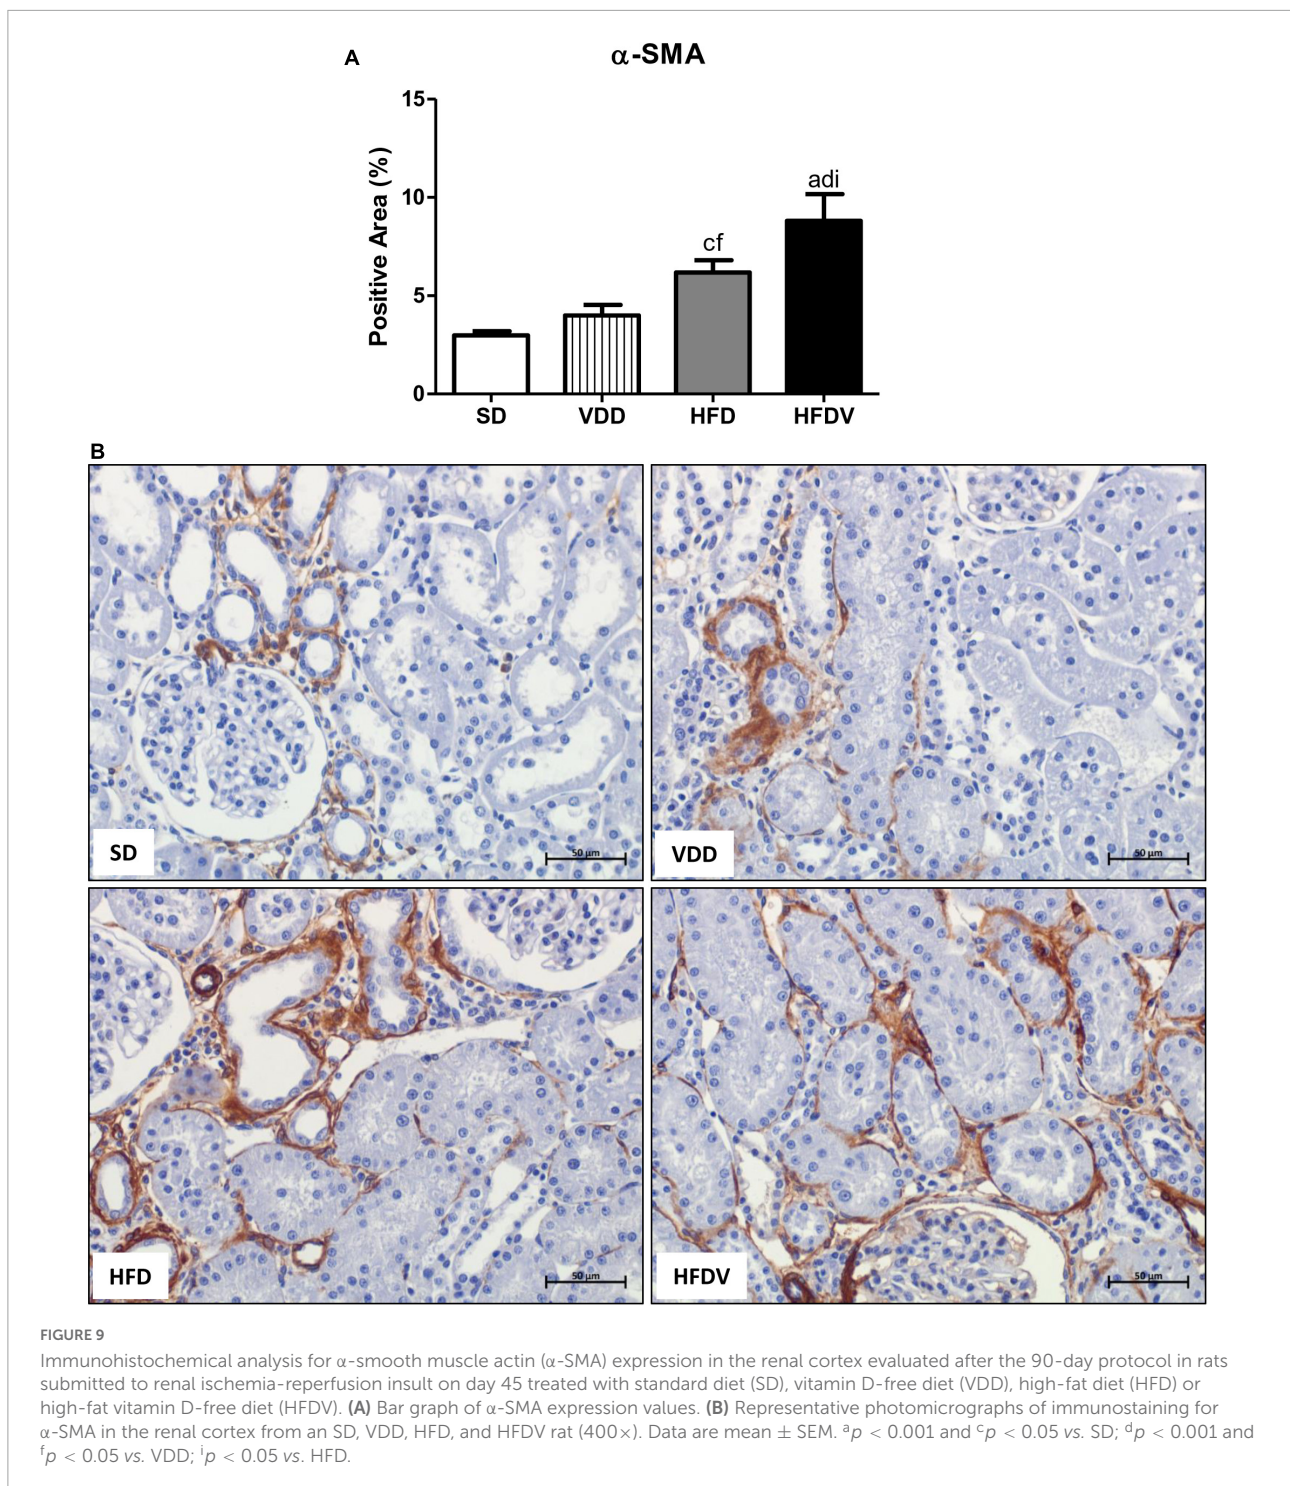 A
α-SMA
15
10
5
0
Positive Area (%)
cf
adi
SD
VDD
HFD
HFDV
B
SD
50 µm
VDD
50 µm
HFD
50 µm
HFDV
50 µm
FIGURE 9
Immunohistochemical analysis for α-smooth muscle actin (α-SMA) expression in the renal cortex evaluated after the 90-day protocol in rats
submitted to renal ischemia-reperfusion insult on day 45 treated with standard diet (SD), vitamin D-free diet (VDD), high-fat diet (HFD) or
high-fat vitamin D-free diet (HFDV). (A) Bar graph of α-SMA expression values. (B) Representative photomicrographs of immunostaining for
α-SMA in the renal cortex from an SD, VDD, HFD, and HFDV rat (400×). Data are mean ± SEM. ᵃp < 0.001 and ᶜp < 0.05 vs. SD; ᵈp < 0.001 and
ᶠp < 0.05 vs. VDD; ⁱp < 0.05 vs. HFD.